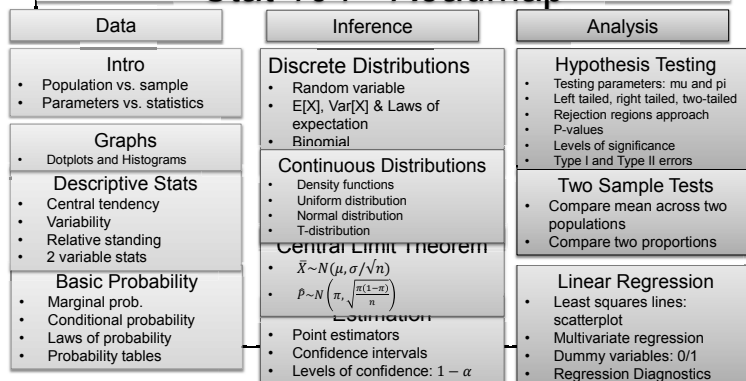 Data
Intro
• Population vs. sample
• Parameters vs. statistics
Graphs
• Dotplots and Histograms
Descriptive Stats
• Central tendency
• Variability
• Relative standing
• 2 variable stats
Basic Probability
• Marginal prob.
• Conditional probability
• Laws of probability
• Probability tables
Inference
Discrete Distributions
• Random variable
• E[X], Var[X] & Laws of
expectation
• Binomial
Continuous Distributions
• Density functions
• Uniform distribution
• Normal distribution
• T-distribution
Central Limit Theorem
• X̄~N(μ, σ/√n)
• P̂~N(π, √(π(1−π)/n))
Estimation
• Point estimators
• Confidence intervals
• Levels of confidence: 1 − α
Analysis
Hypothesis Testing
• Testing parameters: mu and pi
• Left tailed, right tailed, two-tailed
• Rejection regions approach
• P-values
• Levels of significance
• Type I and Type II errors
Two Sample Tests
• Compare mean across two
populations
• Compare two proportions
Linear Regression
• Least squares lines:
scatterplot
• Multivariate regression
• Dummy variables: 0/1
• Regression Diagnostics